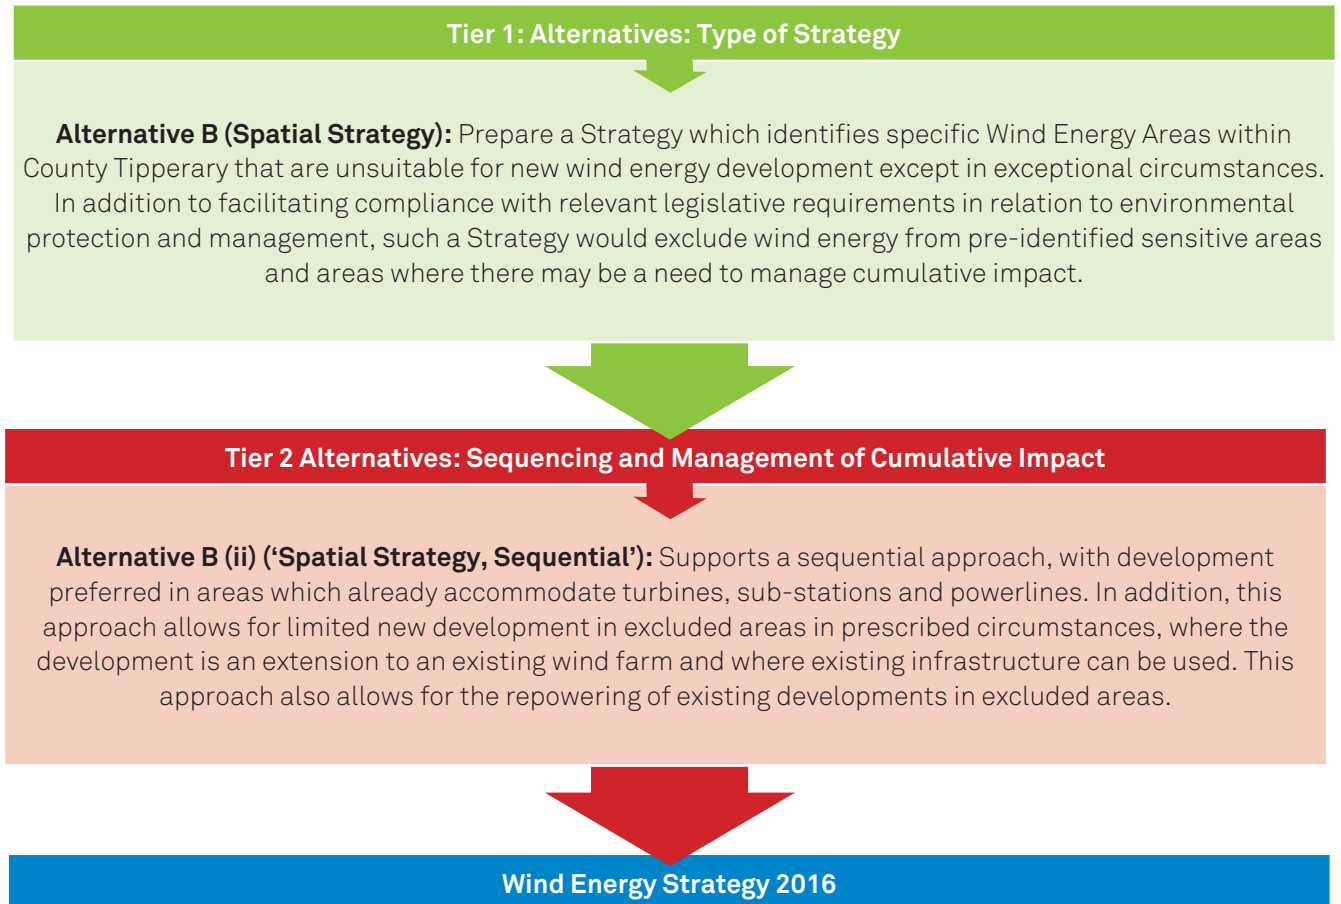 Tier 1: Alternatives: Type of Strategy
Alternative B (Spatial Strategy): Prepare a Strategy which identifies specific Wind Energy Areas within
County Tipperary that are unsuitable for new wind energy development except in exceptional circumstances.
In addition to facilitating compliance with relevant legislative requirements in relation to environmental
protection and management, such a Strategy would exclude wind energy from pre-identified sensitive areas
and areas where there may be a need to manage cumulative impact.
Tier 2 Alternatives: Sequencing and Management of Cumulative Impact
Alternative B (ii) (‘Spatial Strategy, Sequential’): Supports a sequential approach, with development
preferred in areas which already accommodate turbines, sub-stations and powerlines. In addition, this
approach allows for limited new development in excluded areas in prescribed circumstances, where the
development is an extension to an existing wind farm and where existing infrastructure can be used. This
approach also allows for the repowering of existing developments in excluded areas.
Wind Energy Strategy 2016